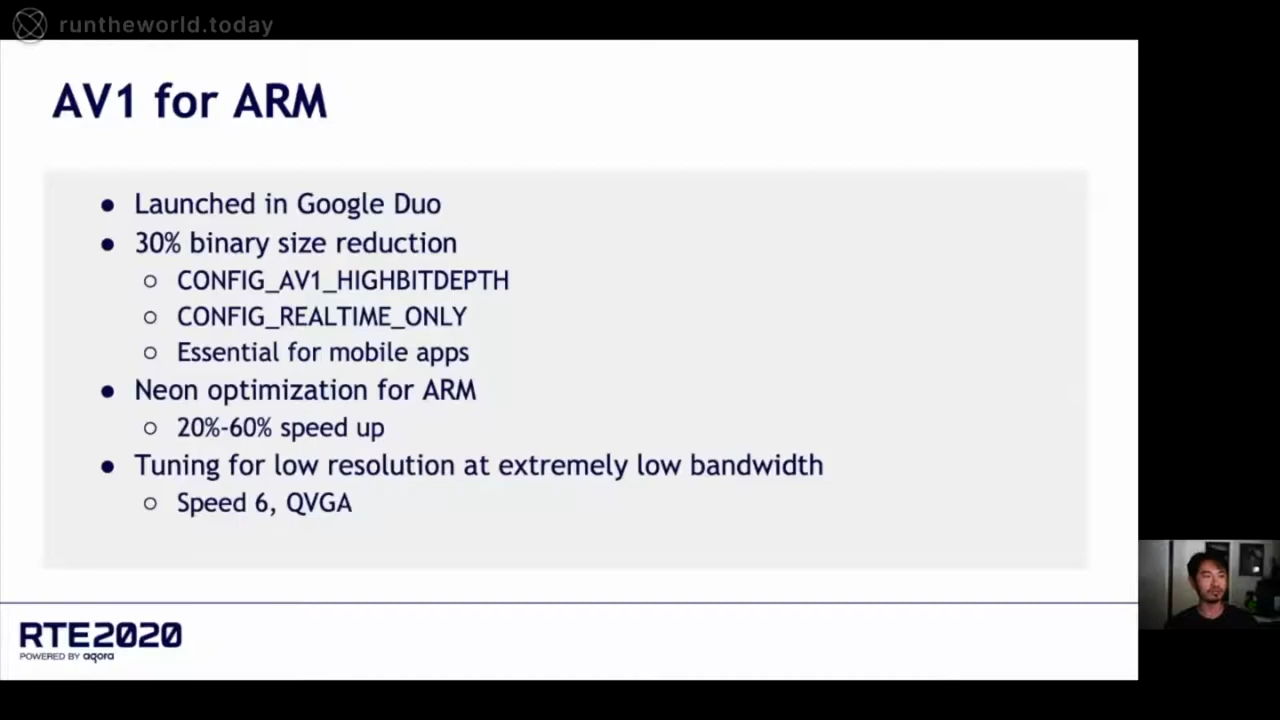 runtheworld.today
AV1 for ARM
● Launched in Google Duo
● 30% binary size reduction
○ CONFIG_AV1_HIGHBITDEPTH
○ CONFIG_REALTIME_ONLY
○ Essential for mobile apps
● Neon optimization for ARM
○ 20%-60% speed up
● Tuning for low resolution at extremely low bandwidth
○ Speed 6, QVGA
RTE2020
POWERED BY agora